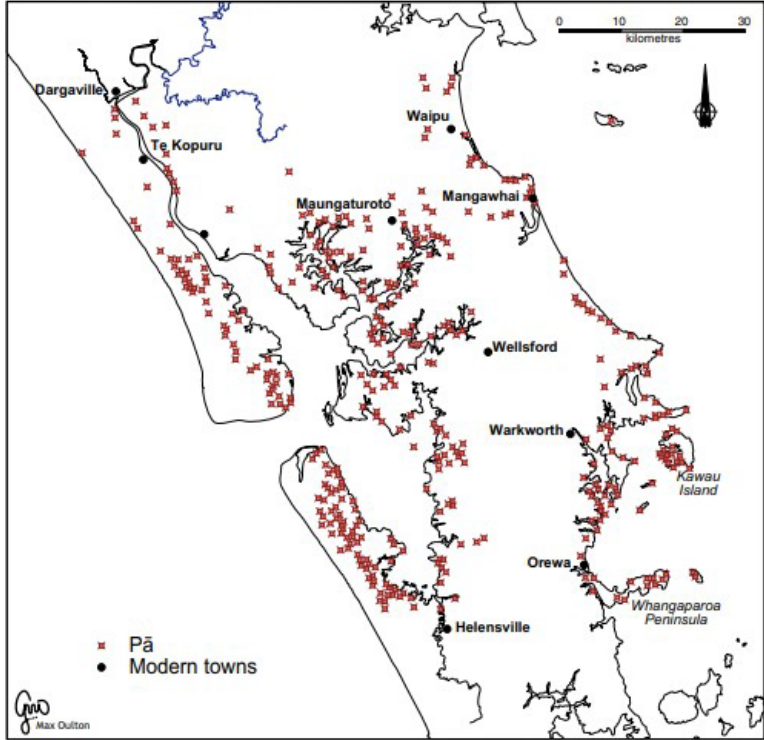 0 10 20 30
kilometres
Dargaville
Waipu
Te Kopuru
Mangawhai
Maungaturoto
Wellsford
Warkworth
Kawau
Island
Orewa
Whangaparoa
Peninsula
Helensville
Pā
Modern towns
Max Oulton